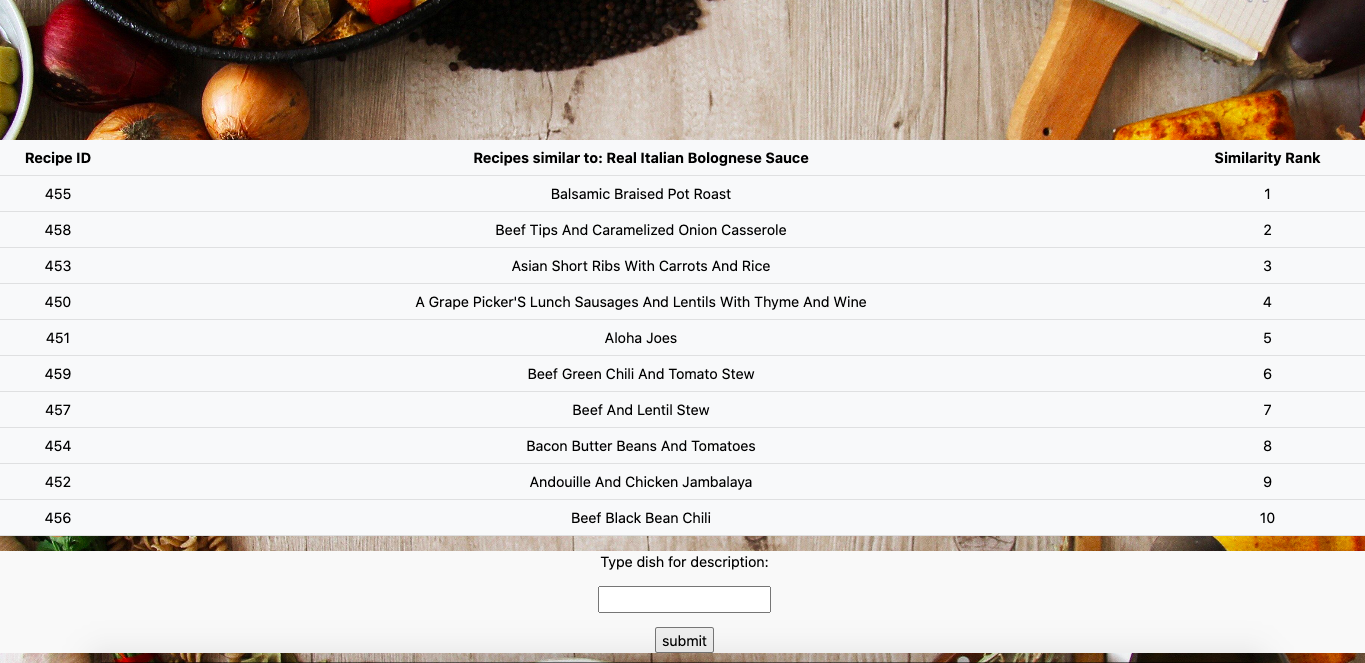 Recipe ID Recipes similar to: Real Italian Bolognese Sauce Similarity Rank
455 Balsamic Braised Pot Roast 1
458 Beef Tips And Caramelized Onion Casserole 2
453 Asian Short Ribs With Carrots And Rice 3
450 A Grape Picker'S Lunch Sausages And Lentils With Thyme And Wine 4
451 Aloha Joes 5
459 Beef Green Chili And Tomato Stew 6
457 Beef And Lentil Stew 7
454 Bacon Butter Beans And Tomatoes 8
452 Andouille And Chicken Jambalaya 9
456 Beef Black Bean Chili 10
Type dish for description:
submit